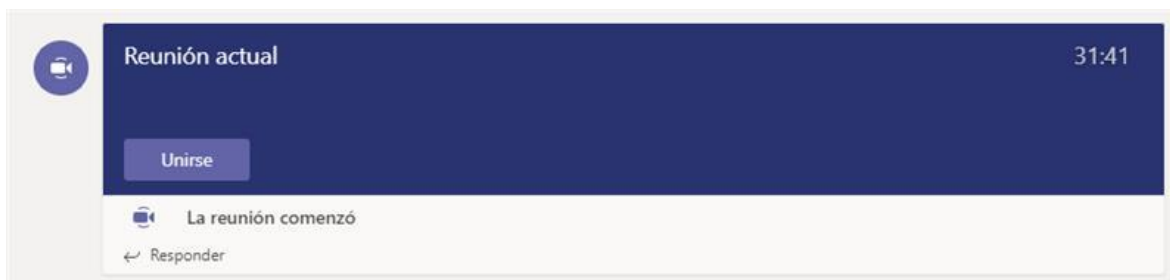 Reunión actual
31:41
Unirse
La reunión comenzó
Responder